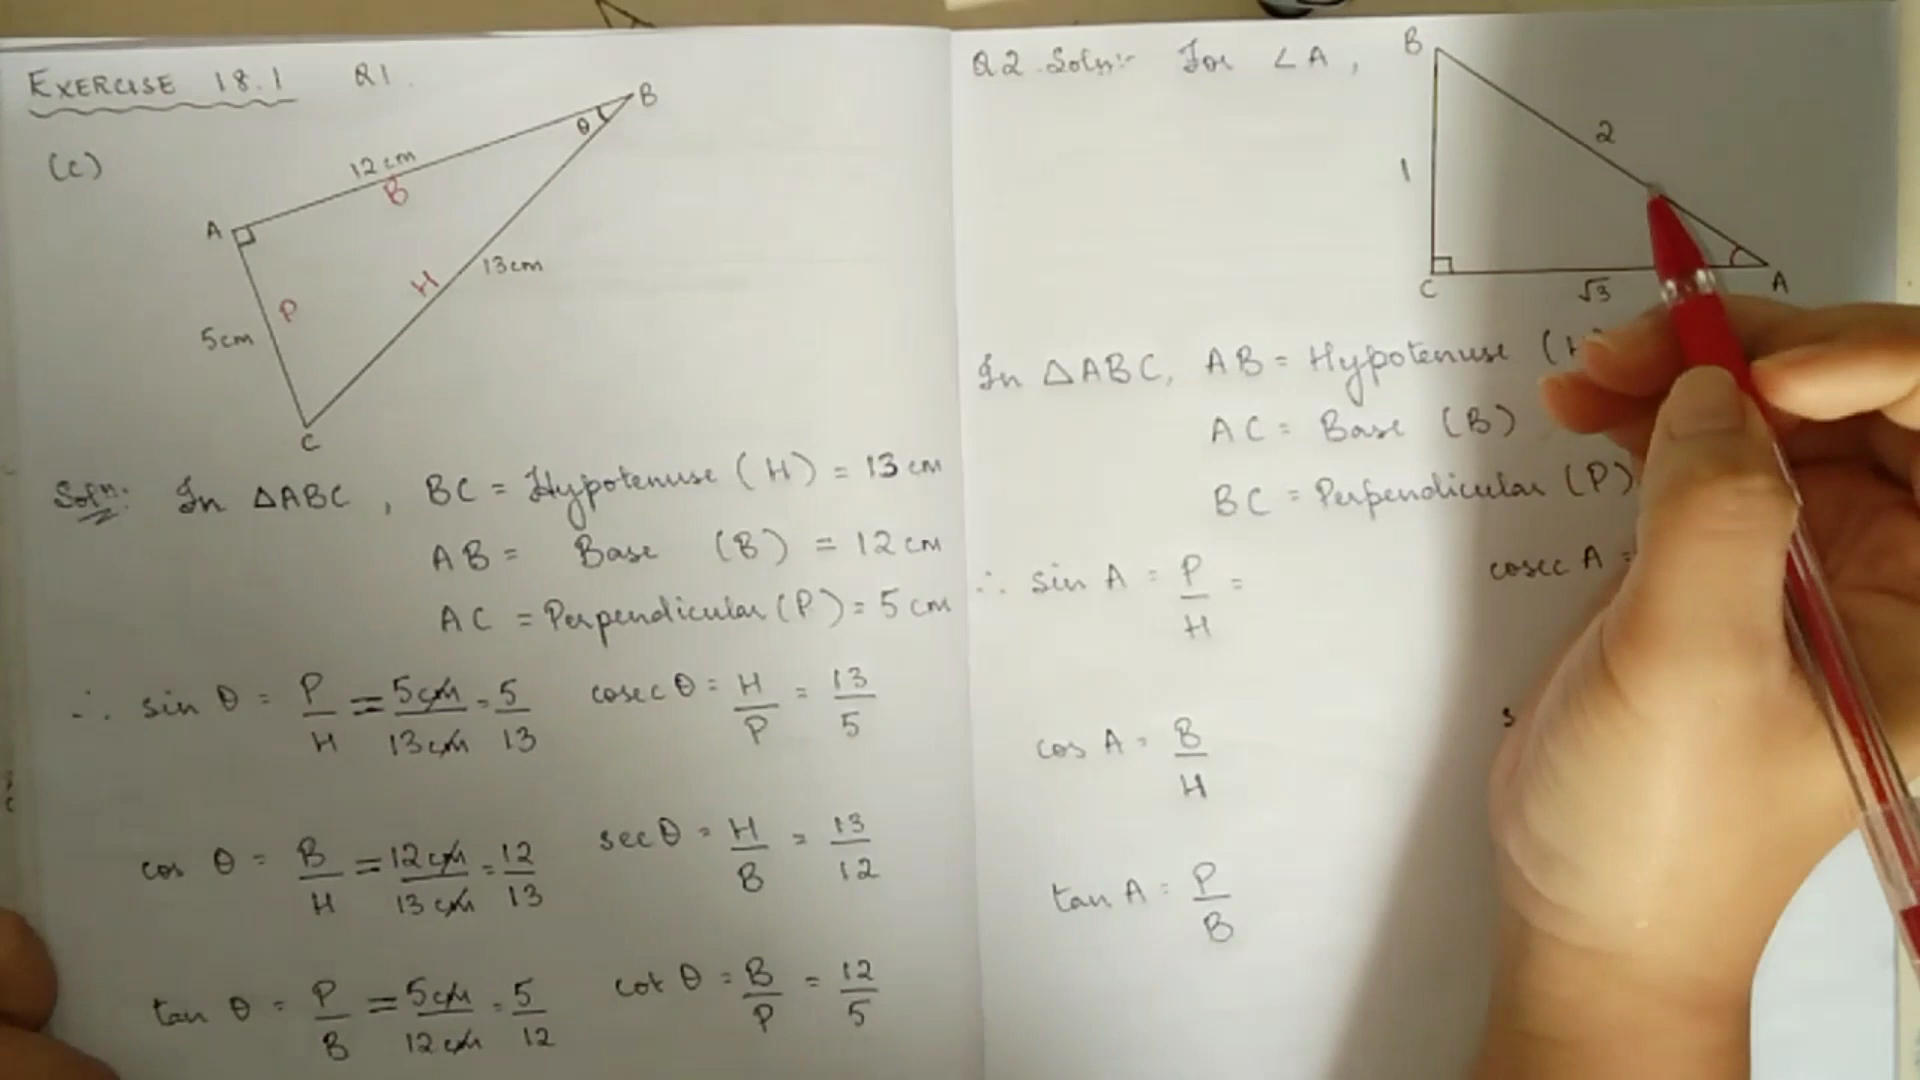 EXERCISE 18.1 Q1.
(c)
B
θ
12 cm
B
A
13cm
H
P
5cm
C
Soln: In △ABC, BC = Hypotenuse (H) = 13 cm
AB = Base (B) = 12 cm
AC = Perpendicular (P) = 5 cm
∴ sin θ = P/H = 5cm/13cm = 5/13 cosec θ = H/P = 13/5
cos θ = B/H = 12cm/13cm = 12/13 sec θ = H/B = 13/12
tan θ = P/B = 5cm/12cm = 5/12 cot θ = B/P = 12/5
Q2 Soln:- For ∠A,
B
2
1
C
√3
A
In △ABC, AB = Hypotenuse (H)
AC = Base (B)
BC = Perpendicular (P)
∴ sin A = P/H = cosec A =
cos A = B/H s
tan A = P/B